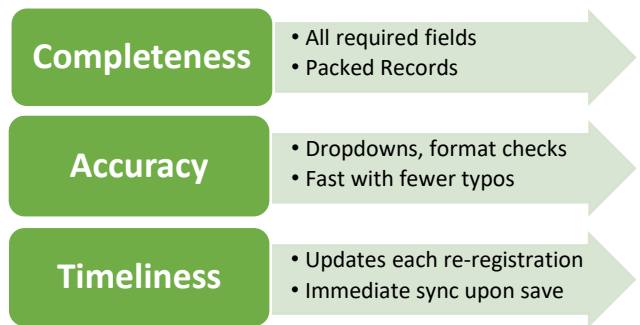 Completeness
• All required fields
• Packed Records
Accuracy
• Dropdowns, format checks
• Fast with fewer typos
Timeliness
• Updates each re-registration
• Immediate sync upon save